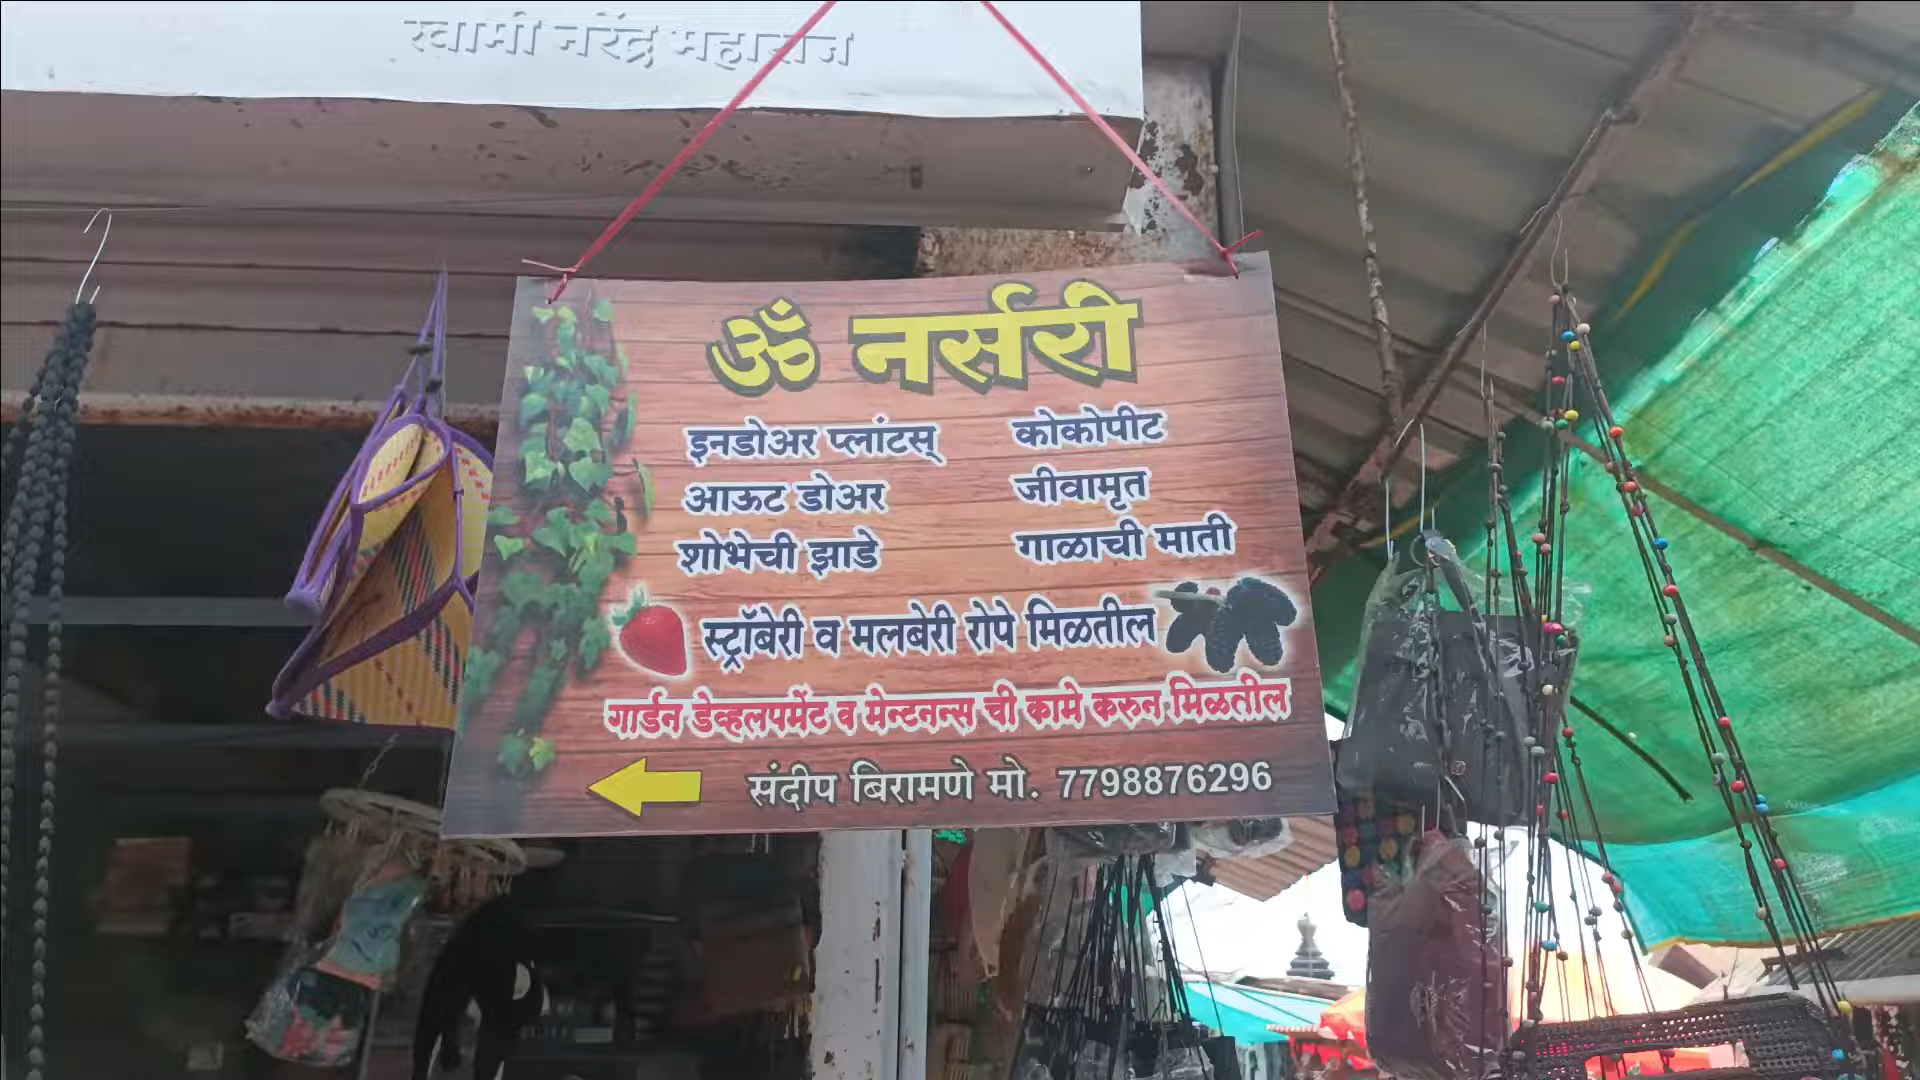 स्वामी नरेंद्र महाराज
ॐ नर्सरी
इनडोअर प्लांटस् कोकोपीट
आऊट डोअर जीवामृत
शोभेची झाडे गाळाची माती
स्ट्रॉबेरी व मलबेरी रोपे मिळतील
गार्डन डेव्हलपमेंट व मेन्टनन्स ची कामे करुन मिळतील
संदीप बिरामणे मो. 7798876296